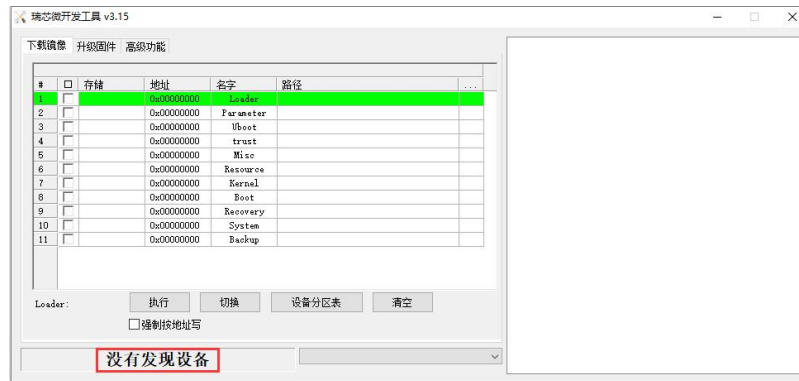 瑞芯微开发工具 v3.15
下载镜像 升级固件 高级功能
# 存储 地址 名字 路径 ...
1 0x00000000 Loader
2 0x00000000 Parameter
3 0x00000000 Uboot
4 0x00000000 trust
5 0x00000000 Misc
6 0x00000000 Resource
7 0x00000000 Kernel
8 0x00000000 Boot
9 0x00000000 Recovery
10 0x00000000 System
11 0x00000000 Backup
Loader: 执行 切换 设备分区表 清空
强制按地址写
没有发现设备